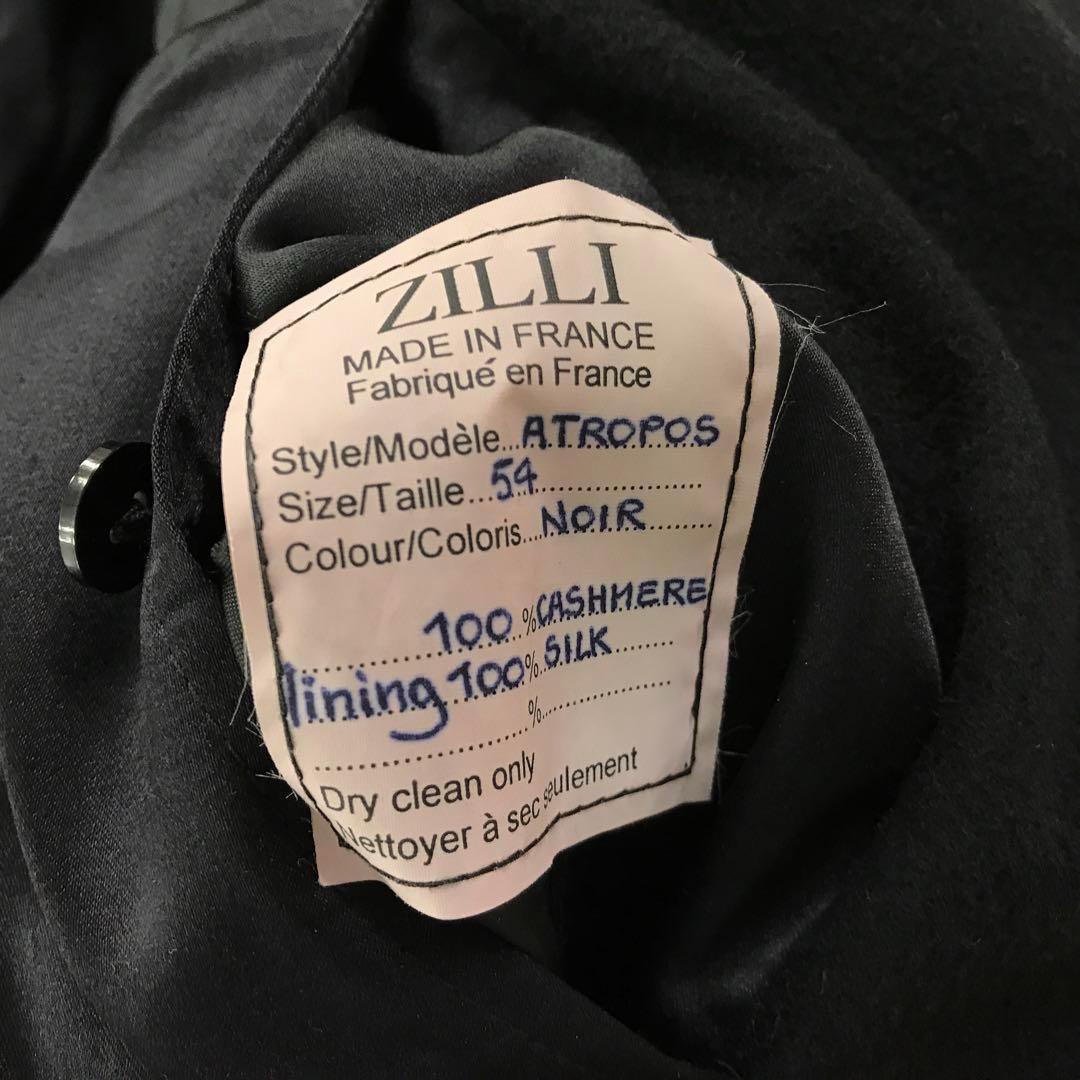 ZILLI
MADE IN FRANCE
Fabriqué en France
Style/Modèle...ATROPOS
Size/Taille...54
Colour/Coloris....NOIR
100 % CASHMERE
lining 100% SILK
%
Dry clean only
Nettoyer à sec seulement